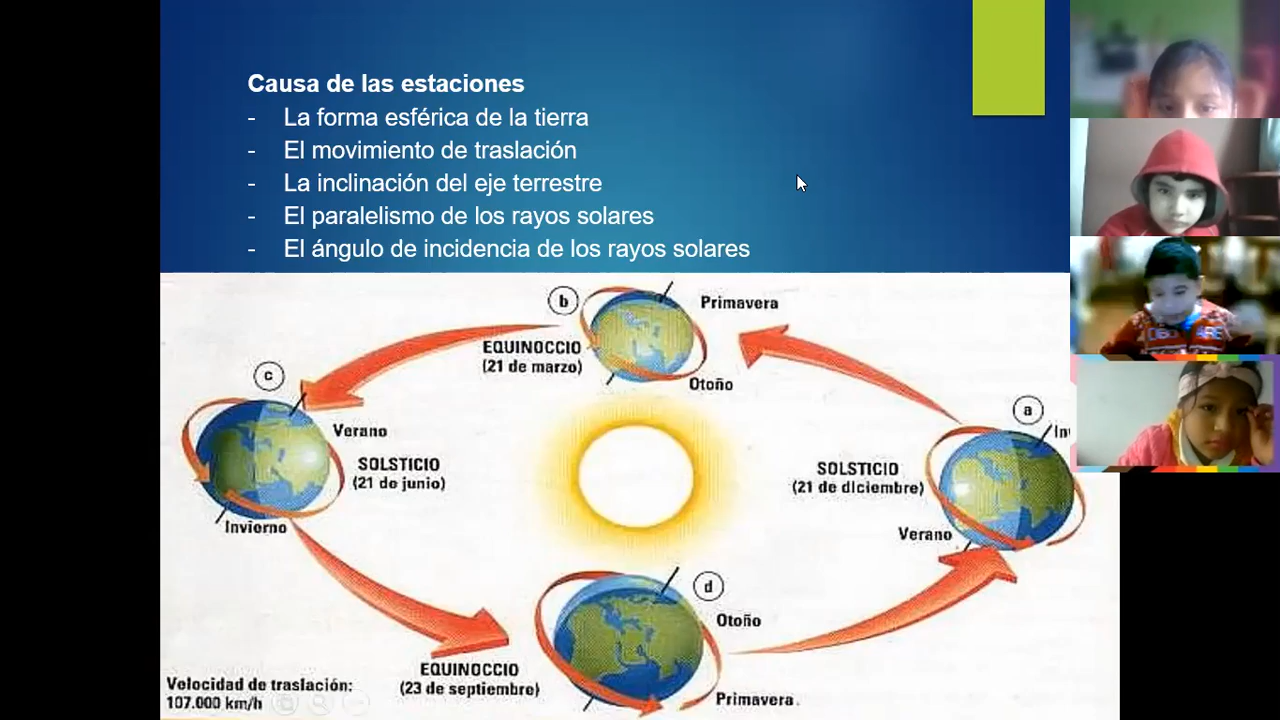 Causa de las estaciones
- La forma esférica de la tierra
- El movimiento de traslación
- La inclinación del eje terrestre
- El paralelismo de los rayos solares
- El ángulo de incidencia de los rayos solares
b
Primavera
EQUINOCCIO
(21 de marzo)
Otoño
c
Verano
SOLSTICIO
(21 de junio)
Invierno
a
SOLSTICIO
(21 de diciembre)
Verano
d
Otoño
EQUINOCCIO
(23 de septiembre)
Primavera.
Velocidad de traslación:
107.000 km/h